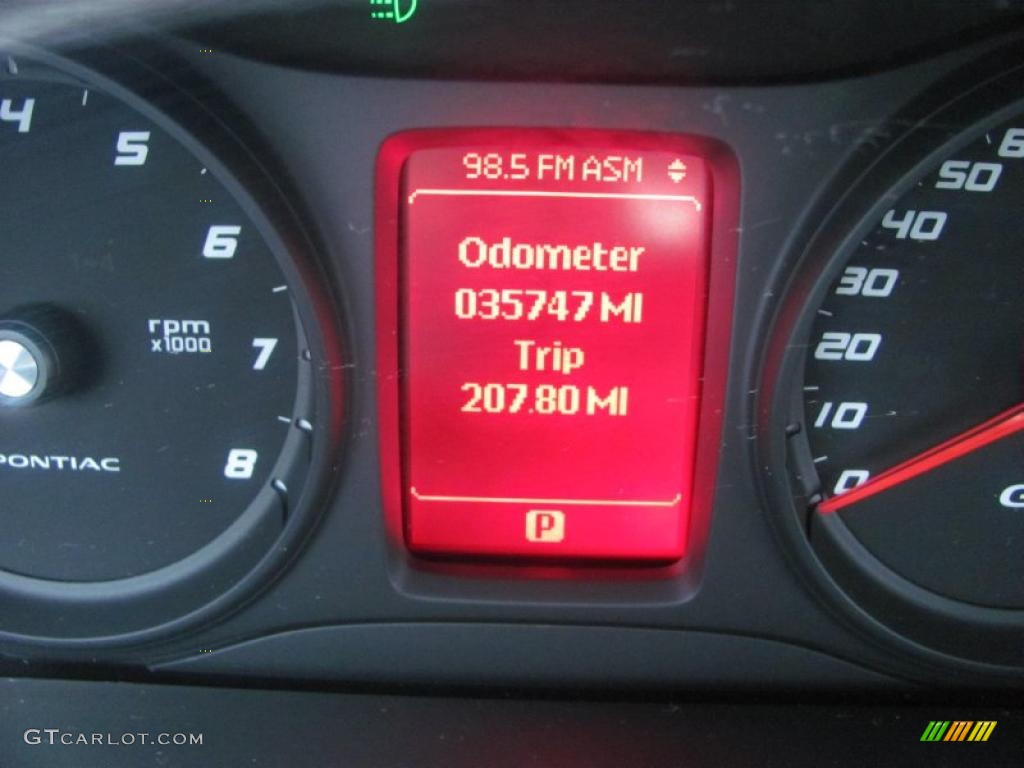 98.5 FM ASM
Odometer
035747 MI
Trip
207.80 MI
P
4
5
6
7
8
rpm
x1000
PONTIAC
50
40
30
20
10
0
G
GTCARLOT.COM